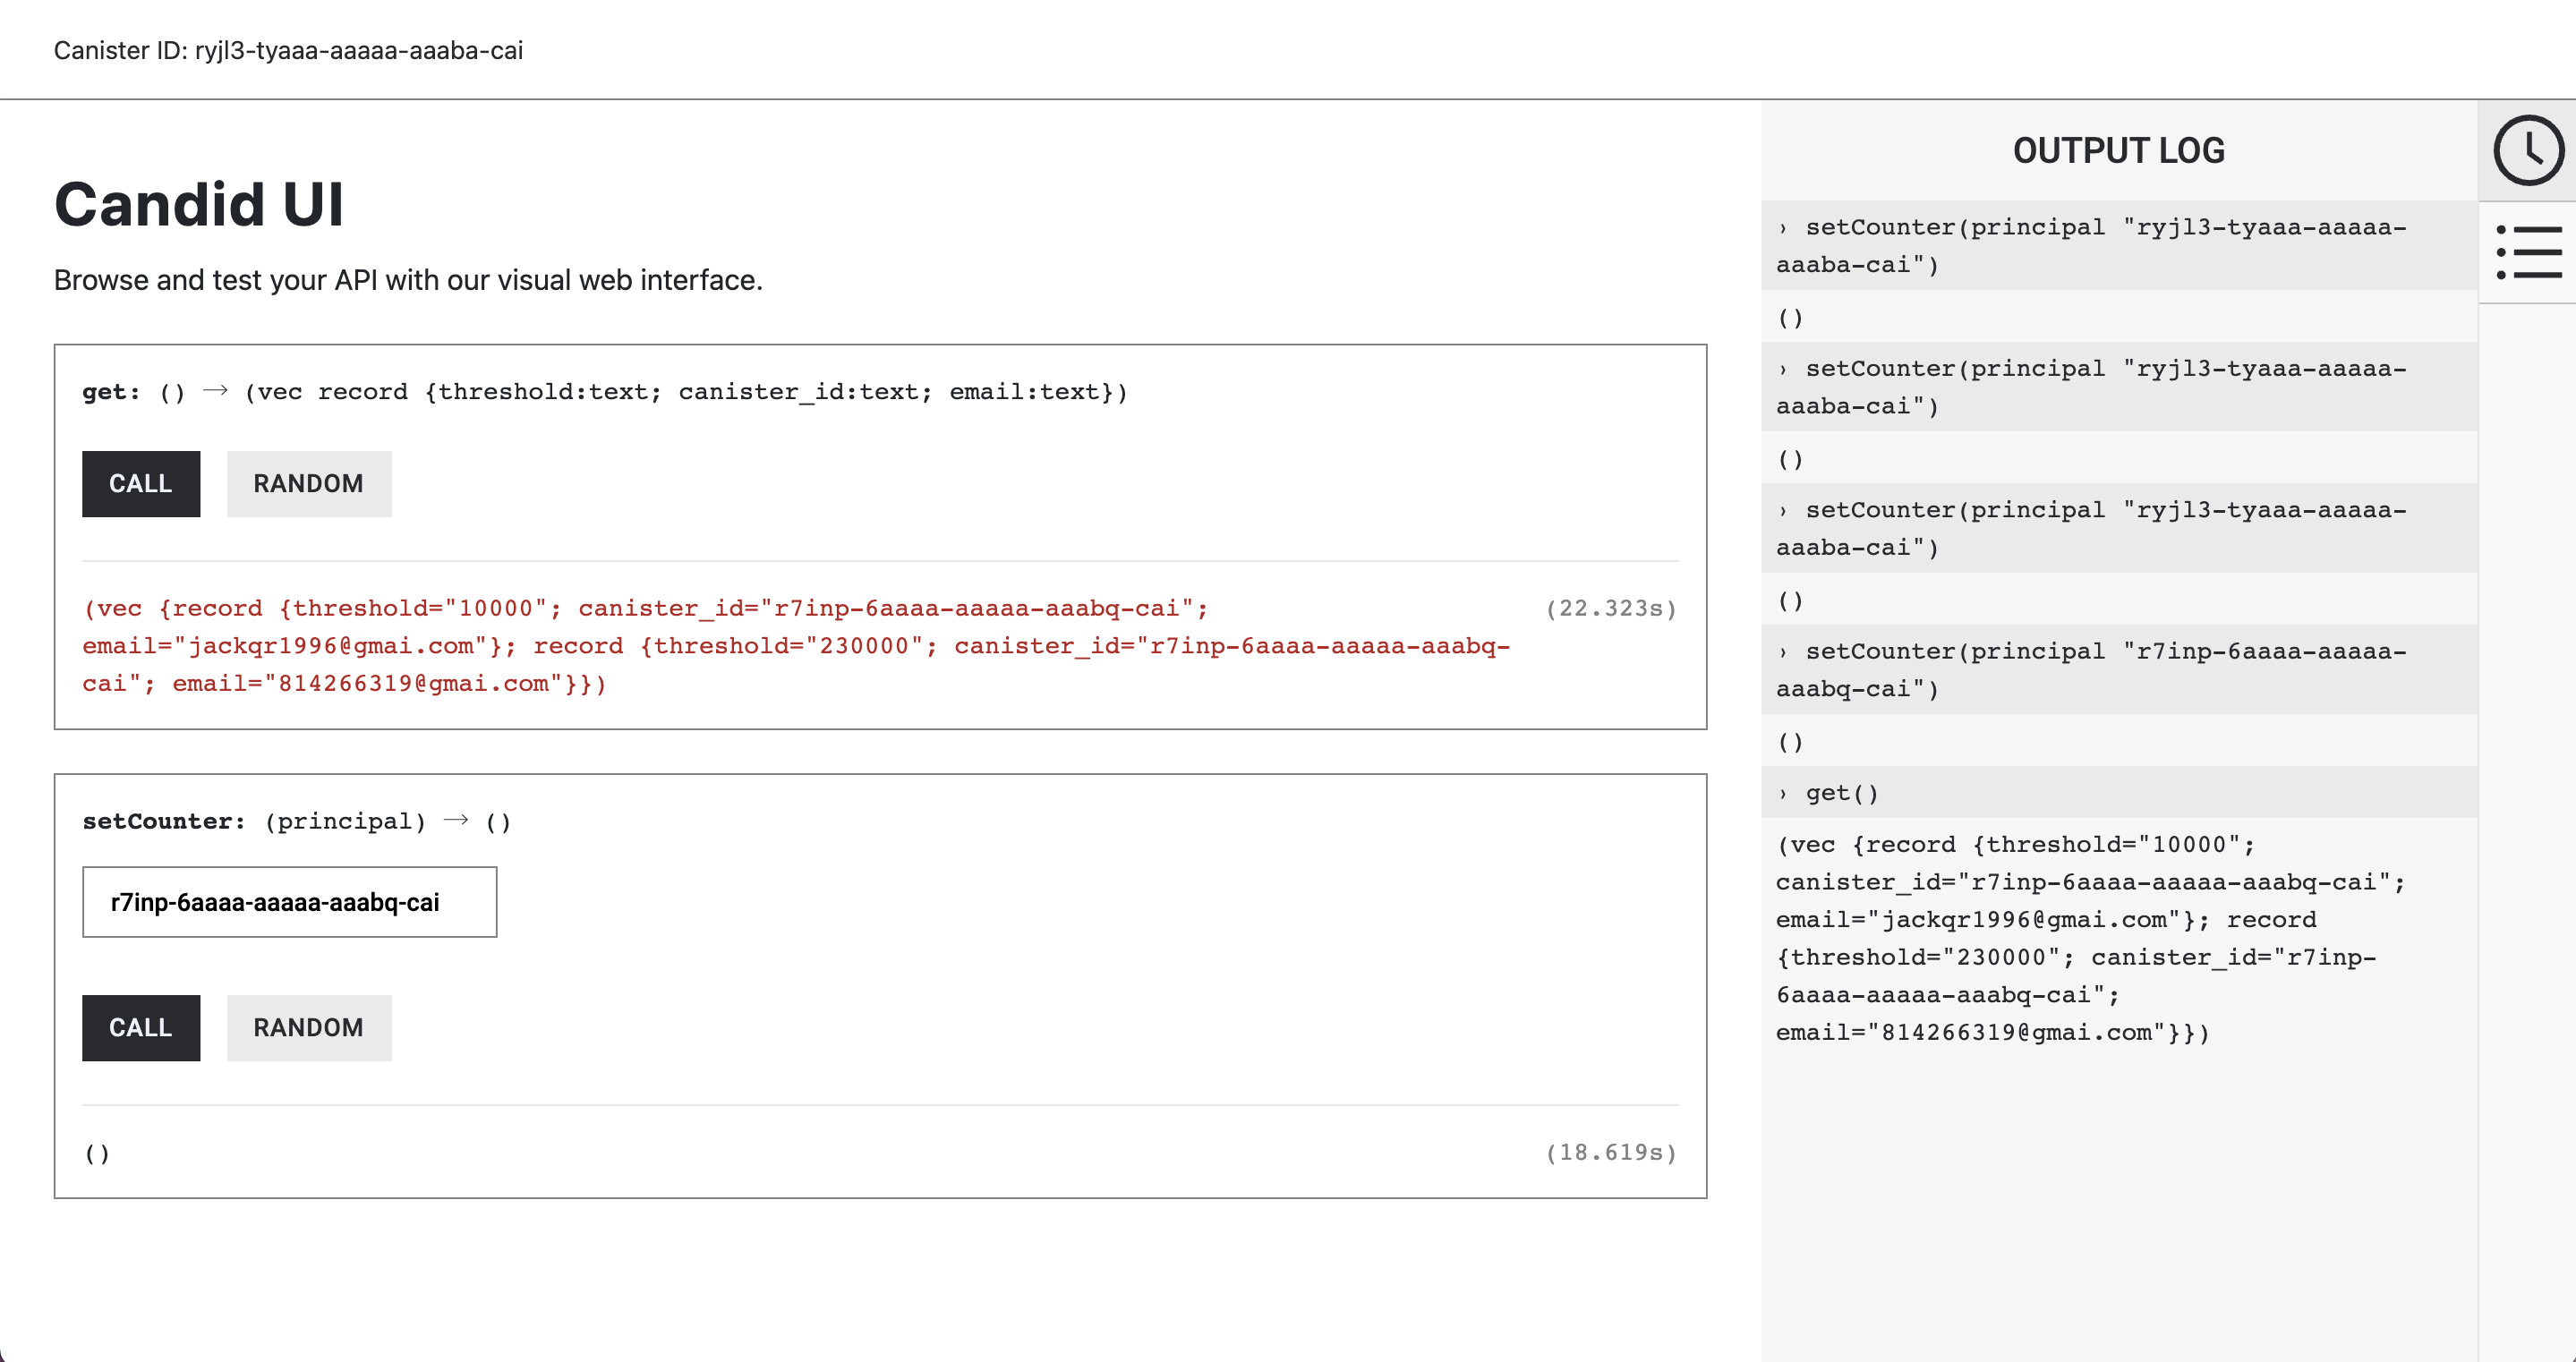 Canister ID: ryjl3-tyaaa-aaaaa-aaaba-cai
Candid UI
Browse and test your API with our visual web interface.
get: () → (vec record {threshold:text; canister_id:text; email:text})
CALL RANDOM
(vec {record {threshold="10000"; canister_id="r7inp-6aaaa-aaaaa-aaabq-cai"; (22.323s)
email="jackqr1996@gmai.com"}; record {threshold="230000"; canister_id="r7inp-6aaaa-aaaaa-aaabq-
cai"; email="814266319@gmai.com"}})
setCounter: (principal) → ()
r7inp-6aaaa-aaaaa-aaabq-cai
CALL RANDOM
() (18.619s)
OUTPUT LOG
› setCounter(principal "ryjl3-tyaaa-aaaaa-
aaaba-cai")
()
› setCounter(principal "ryjl3-tyaaa-aaaaa-
aaaba-cai")
()
› setCounter(principal "ryjl3-tyaaa-aaaaa-
aaaba-cai")
()
› setCounter(principal "r7inp-6aaaa-aaaaa-
aaabq-cai")
()
› get()
(vec {record {threshold="10000";
canister_id="r7inp-6aaaa-aaaaa-aaabq-cai";
email="jackqr1996@gmai.com"}; record
{threshold="230000"; canister_id="r7inp-
6aaaa-aaaaa-aaabq-cai";
email="814266319@gmai.com"}})